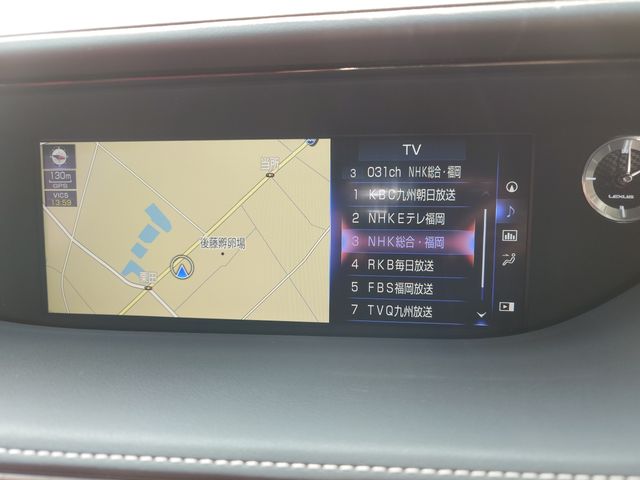 130m
GPS
VICS
13:59
当所
後藤孵卵場
栗田
TV
3 031ch NHK総合・福岡
1 KBC九州朝日放送
2 NHKEテレ福岡
3 NHK総合・福岡
4 RKB毎日放送
5 FBS福岡放送
7 TVQ九州放送
LEXUS